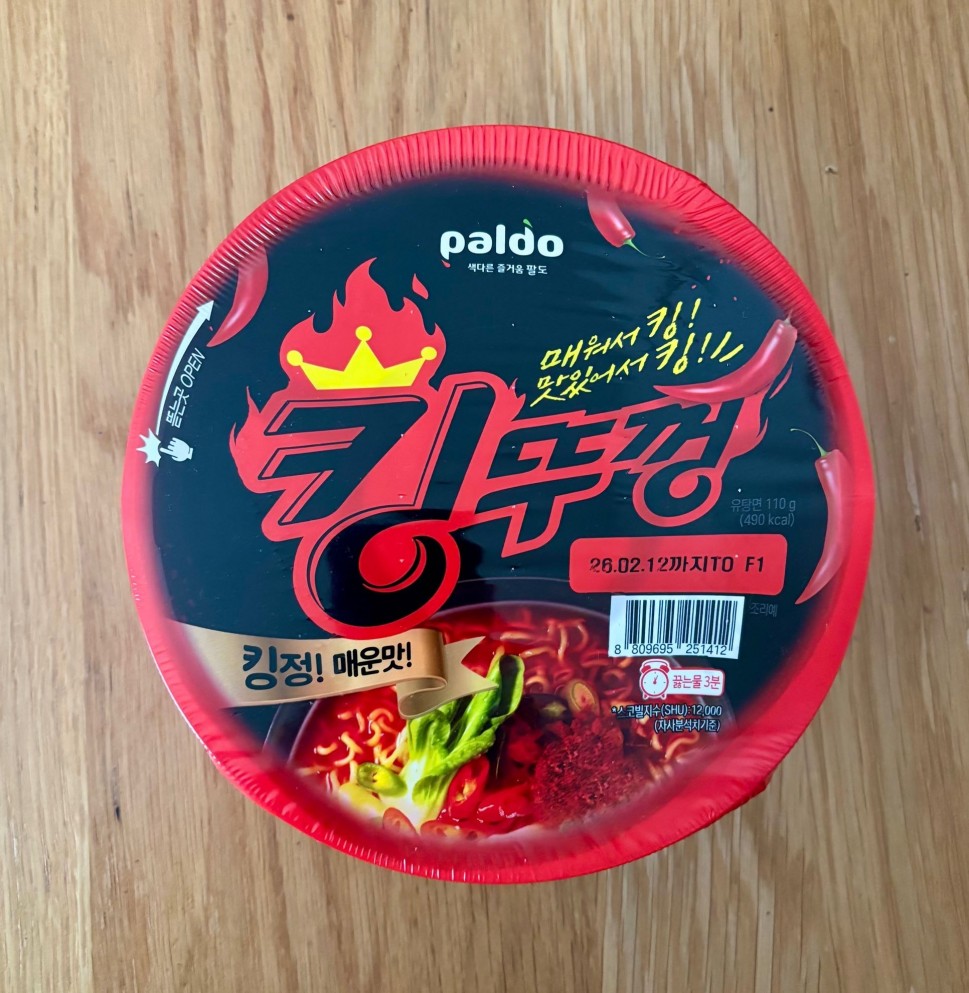 paldo
색다른 즐거움 팔도
매워서 킹!
맛있어서 킹!!
뜯는곳 OPEN
킹뚜껑
유탕면 110 g
(490 kcal)
26.02.12까지TO F1
조리예
8 809695 251412
킹정! 매운맛!
끓는물 3분
*스코빌지수(SHU):12,000
(자사분석치기준)